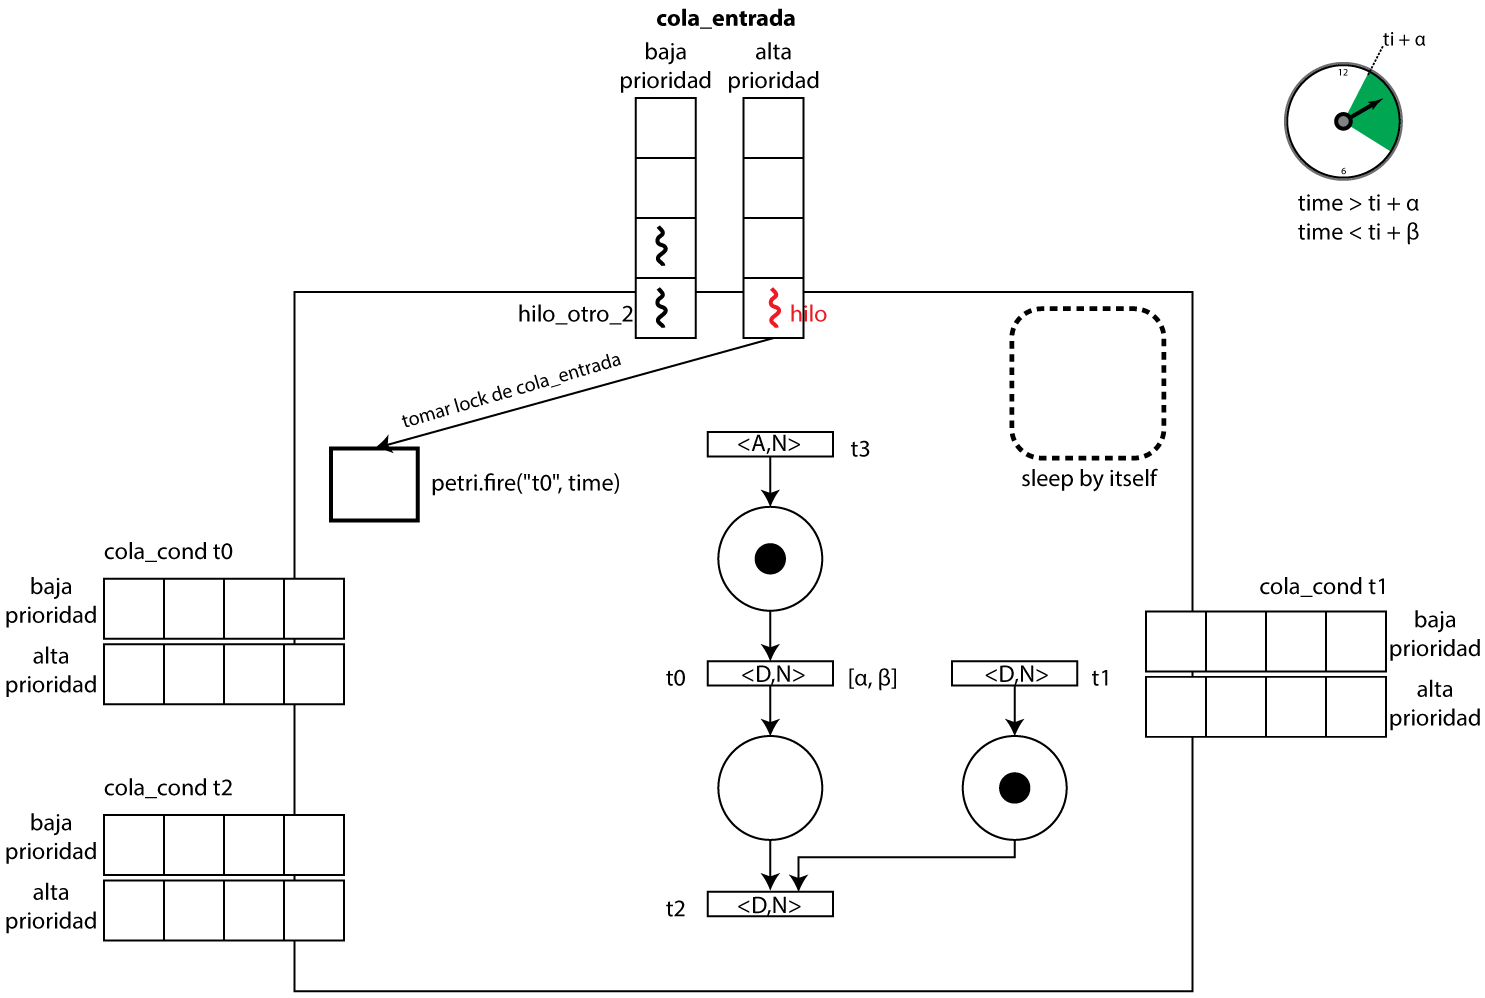 cola_entrada
baja
prioridad
alta
prioridad
ti + α
12
6
time > ti + α
time < ti + β
hilo_otro_2
hilo
tomar lock de cola_entrada
petri.fire("t0", time)
sleep by itself
<A,N>
t3
cola_cond t0
baja
prioridad
alta
prioridad
cola_cond t1
baja
prioridad
alta
prioridad
t0
<D,N>
[α, β]
<D,N>
t1
cola_cond t2
baja
prioridad
alta
prioridad
t2
<D,N>